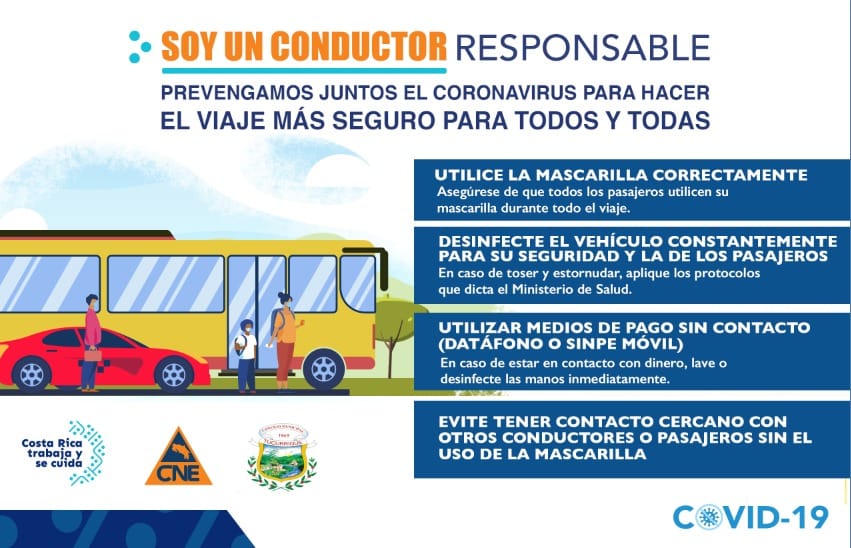 SOY UN CONDUCTOR RESPONSABLE
PREVENGAMOS JUNTOS EL CORONAVIRUS PARA HACER
EL VIAJE MÁS SEGURO PARA TODOS Y TODAS
UTILICE LA MASCARILLA CORRECTAMENTE
Asegúrese de que todos los pasajeros utilicen su
mascarilla durante todo el viaje.
DESINFECTE EL VEHÍCULO CONSTANTEMENTE
PARA SU SEGURIDAD Y LA DE LOS PASAJEROS
En caso de toser y estornudar, aplique los protocolos
que dicta el Ministerio de Salud.
UTILIZAR MEDIOS DE PAGO SIN CONTACTO
(DATÁFONO O SINPE MÓVIL)
En caso de estar en contacto con dinero, lave o
desinfecte las manos inmediatamente.
EVITE TENER CONTACTO CERCANO CON
OTROS CONDUCTORES O PASAJEROS SIN EL
USO DE LA MASCARILLA
Costa Rica
trabaja y
se cuida
CNE
CONCEJO MUNICIPAL
1969
TUCURRIQUE
COVID-19